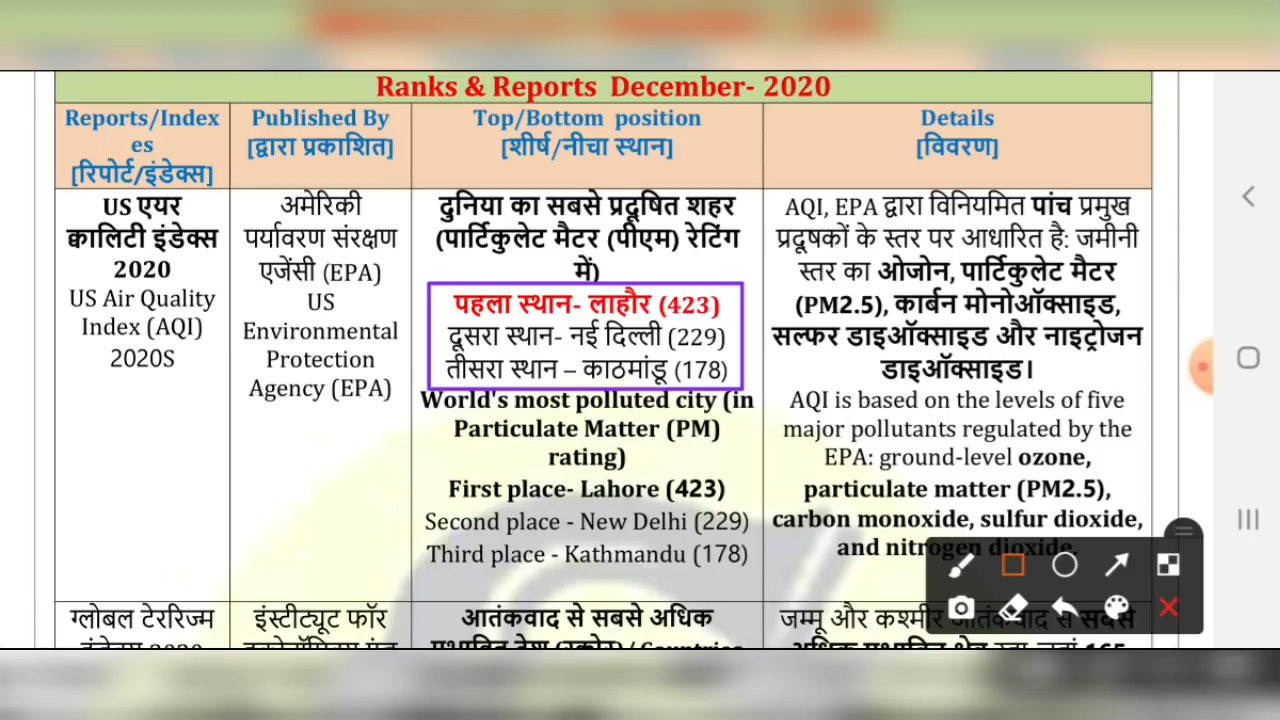 Ranks & Reports December- 2020
Reports/Index
es
[रिपोर्ट/इंडेक्स]
Published By
[द्वारा प्रकाशित]
Top/Bottom position
[शीर्ष/नीचा स्थान]
Details
[विवरण]
US एयर
क्वालिटी इंडेक्स
2020
US Air Quality
Index (AQI)
2020S
अमेरिकी
पर्यावरण संरक्षण
एजेंसी (EPA)
US
Environmental
Protection
Agency (EPA)
दुनिया का सबसे प्रदूषित शहर
(पार्टिकुलेट मैटर (पीएम) रेटिंग
में)
पहला स्थान- लाहौर (423)
दूसरा स्थान- नई दिल्ली (229)
तीसरा स्थान – काठमांडू (178)
World's most polluted city (in
Particulate Matter (PM)
rating)
First place- Lahore (423)
Second place - New Delhi (229)
Third place - Kathmandu (178)
AQI, EPA द्वारा विनियमित पांच प्रमुख
प्रदूषकों के स्तर पर आधारित है: जमीनी
स्तर का ओजोन, पार्टिकुलेट मैटर
(PM2.5), कार्बन मोनोऑक्साइड,
सल्फर डाइऑक्साइड और नाइट्रोजन
डाइऑक्साइड।
AQI is based on the levels of five
major pollutants regulated by the
EPA: ground-level ozone,
particulate matter (PM2.5),
carbon monoxide, sulfur dioxide,
and nitrogen dioxide.
ग्लोबल टेररिज्म
इंस्टीट्यूट फॉर
आतंकवाद से सबसे अधिक
जम्मू और कश्मीर आतंकवाद से सबसे